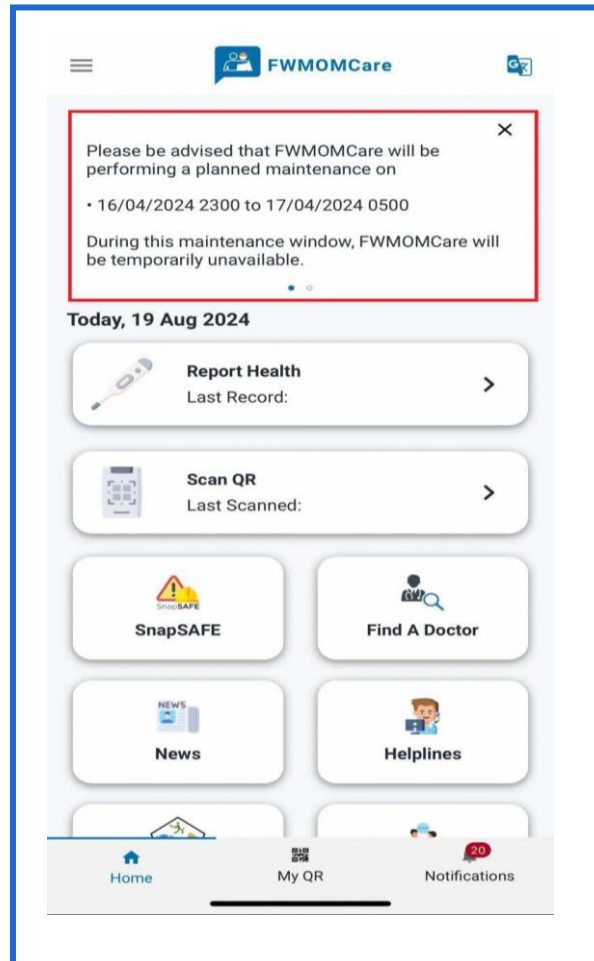 FWMOMCare
Please be advised that FWMOMCare will be
performing a planned maintenance on
• 16/04/2024 2300 to 17/04/2024 0500
During this maintenance window, FWMOMCare will
be temporarily unavailable.
Today, 19 Aug 2024
Report Health
Last Record:
Scan QR
Last Scanned:
SnapSAFE
SnapSAFE
Find A Doctor
NEWS
News
Helplines
20
Home
My QR
Notifications